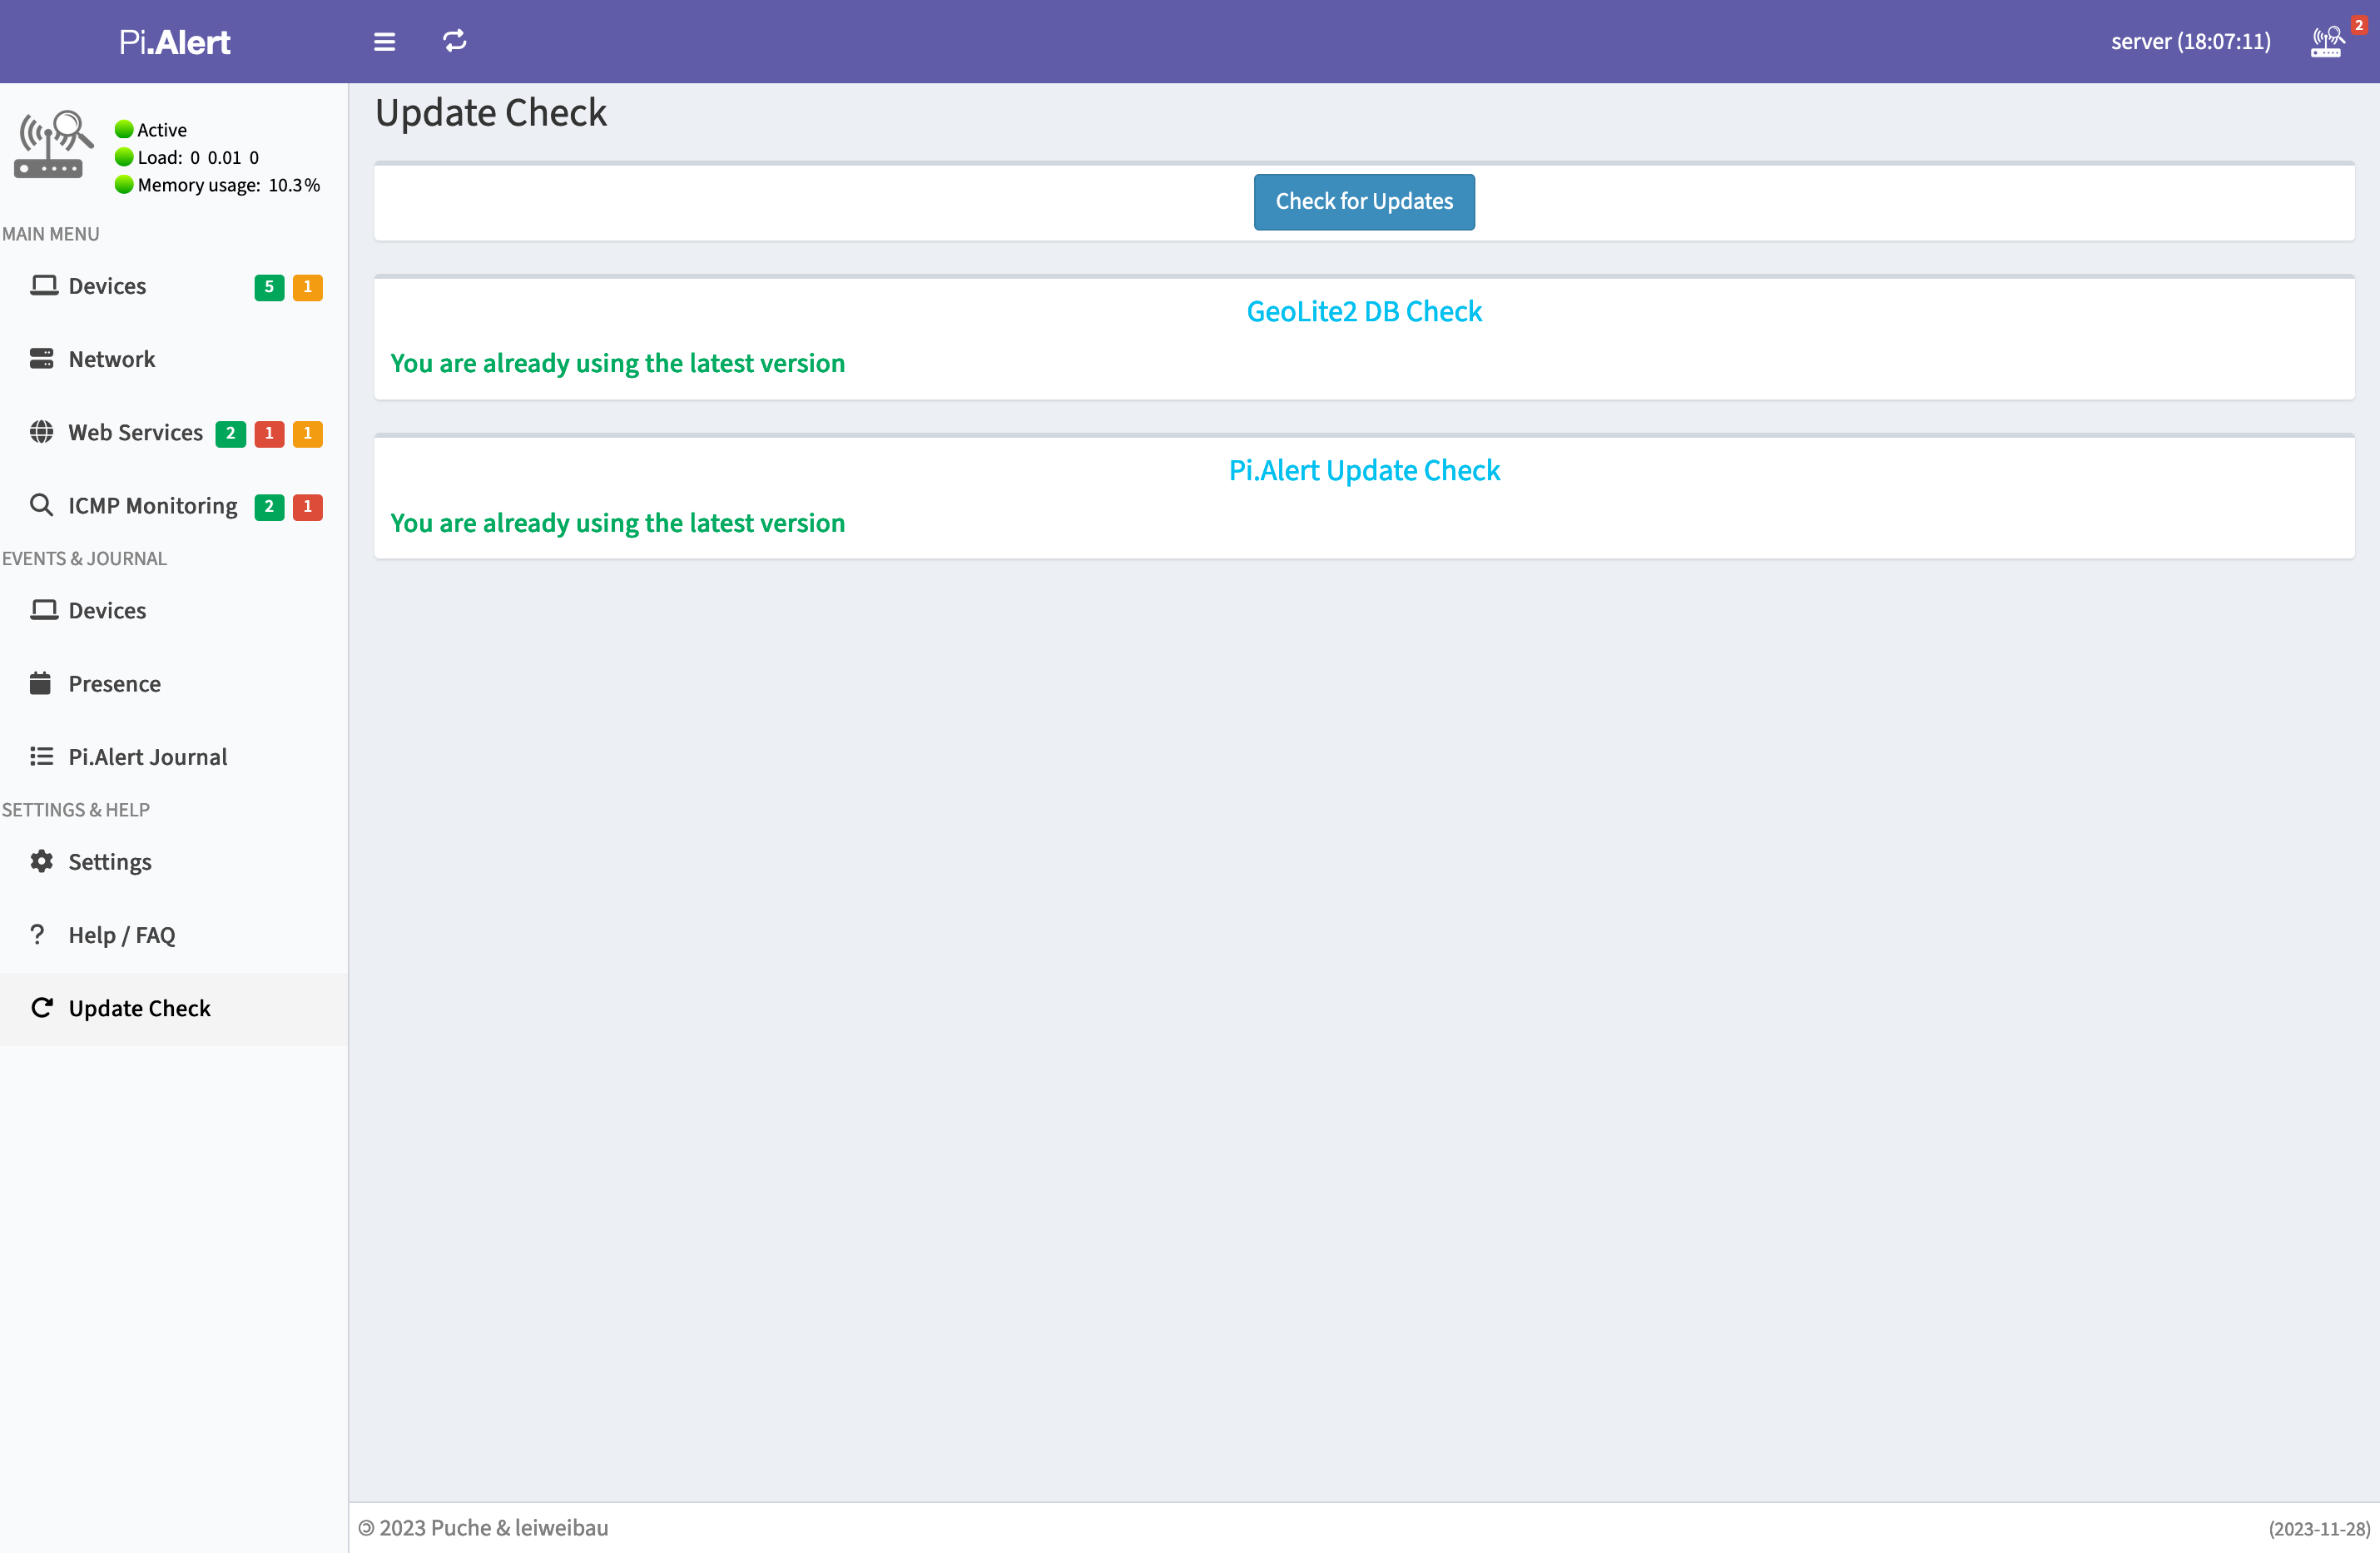 Pi.Alert
server (18:07:11)
2
Active
Load: 0 0.01 0
Memory usage: 10.3%
MAIN MENU
Devices 5 1
Network
Web Services 2 1 1
ICMP Monitoring 2 1
EVENTS & JOURNAL
Devices
Presence
Pi.Alert Journal
SETTINGS & HELP
Settings
Help / FAQ
Update Check
Update Check
Check for Updates
GeoLite2 DB Check
You are already using the latest version
Pi.Alert Update Check
You are already using the latest version
🄯 2023 Puche & leiweibau
(2023-11-28)